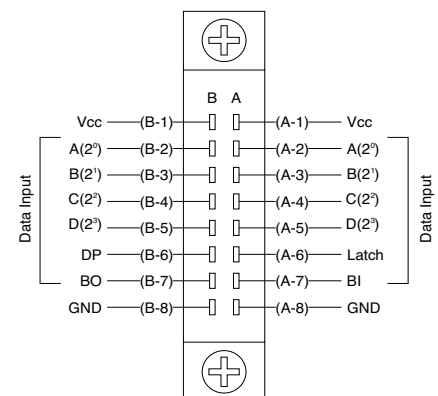 B A
Vcc (B-1) (A-1) Vcc
A(2⁰) (B-2) (A-2) A(2⁰)
B(2¹) (B-3) (A-3) B(2¹)
C(2²) (B-4) (A-4) C(2²)
D(2³) (B-5) (A-5) D(2³)
DP (B-6) (A-6) Latch
BO (B-7) (A-7) BI
GND (B-8) (A-8) GND
Data Input
Data Input